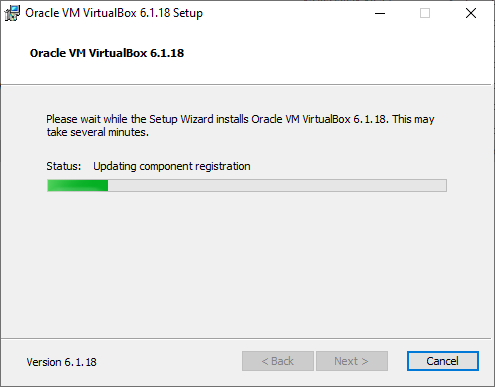 Oracle VM VirtualBox 6.1.18 Setup
Oracle VM VirtualBox 6.1.18
Please wait while the Setup Wizard installs Oracle VM VirtualBox 6.1.18. This may
take several minutes.
Status: Updating component registration
Version 6.1.18
< Back
Next >
Cancel